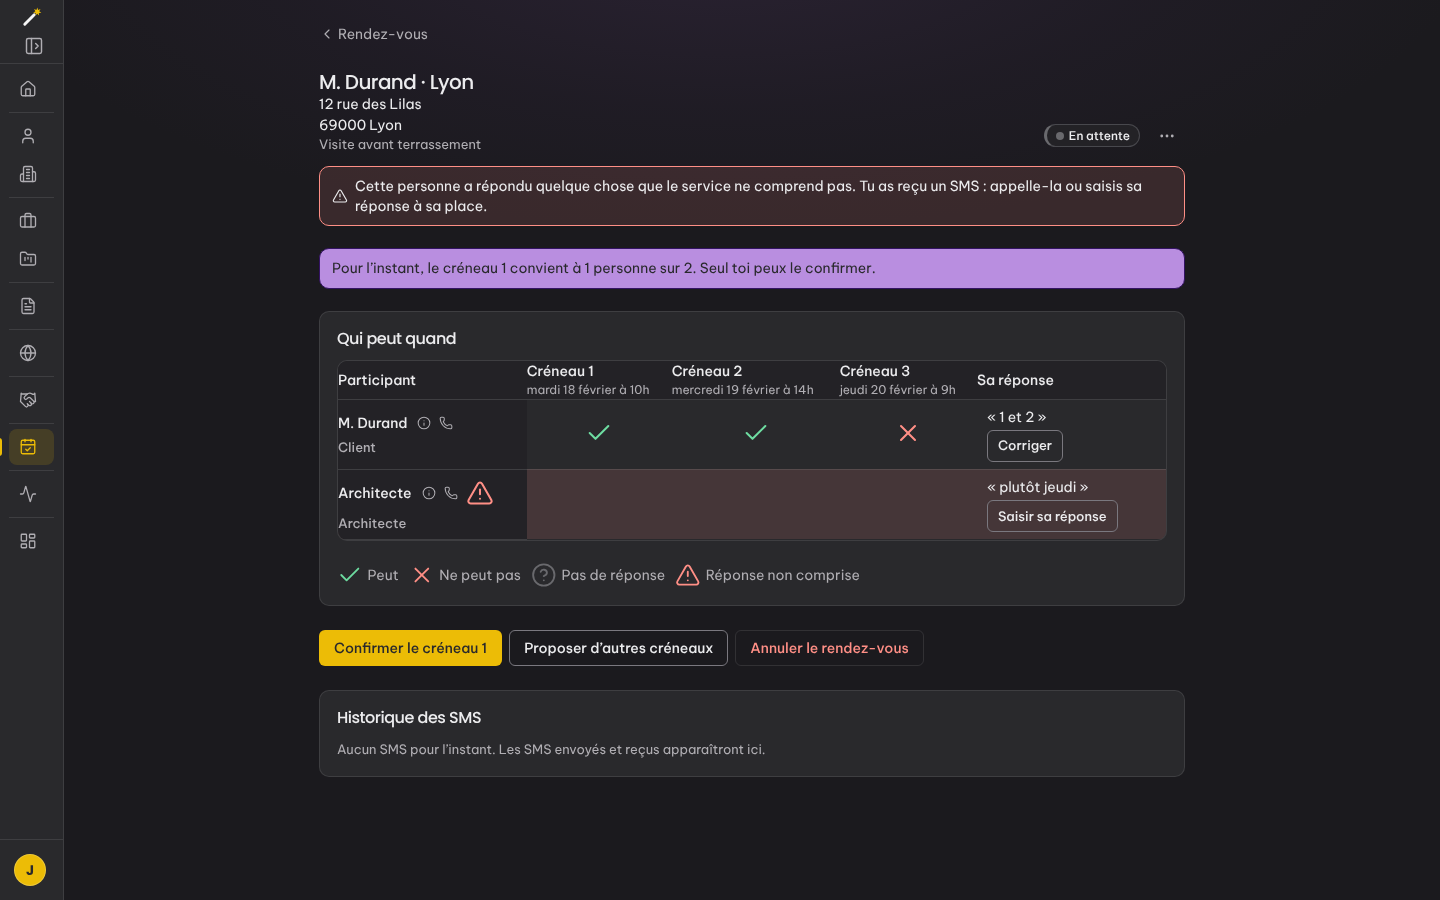 Rendez-vous
M. Durand · Lyon
12 rue des Lilas
69000 Lyon
Visite avant terrassement
En attente
Cette personne a répondu quelque chose que le service ne comprend pas. Tu as reçu un SMS : appelle-la ou saisis sa
réponse à sa place.
Pour l'instant, le créneau 1 convient à 1 personne sur 2. Seul toi peux le confirmer.
Qui peut quand
Participant
Créneau 1
mardi 18 février à 10h
Créneau 2
mercredi 19 février à 14h
Créneau 3
jeudi 20 février à 9h
Sa réponse
M. Durand
Client
« 1 et 2 »
Corriger
Architecte
Architecte
« plutôt jeudi »
Saisir sa réponse
Peut
Ne peut pas
Pas de réponse
Réponse non comprise
Confirmer le créneau 1
Proposer d'autres créneaux
Annuler le rendez-vous
Historique des SMS
Aucun SMS pour l'instant. Les SMS envoyés et reçus apparaîtront ici.
J